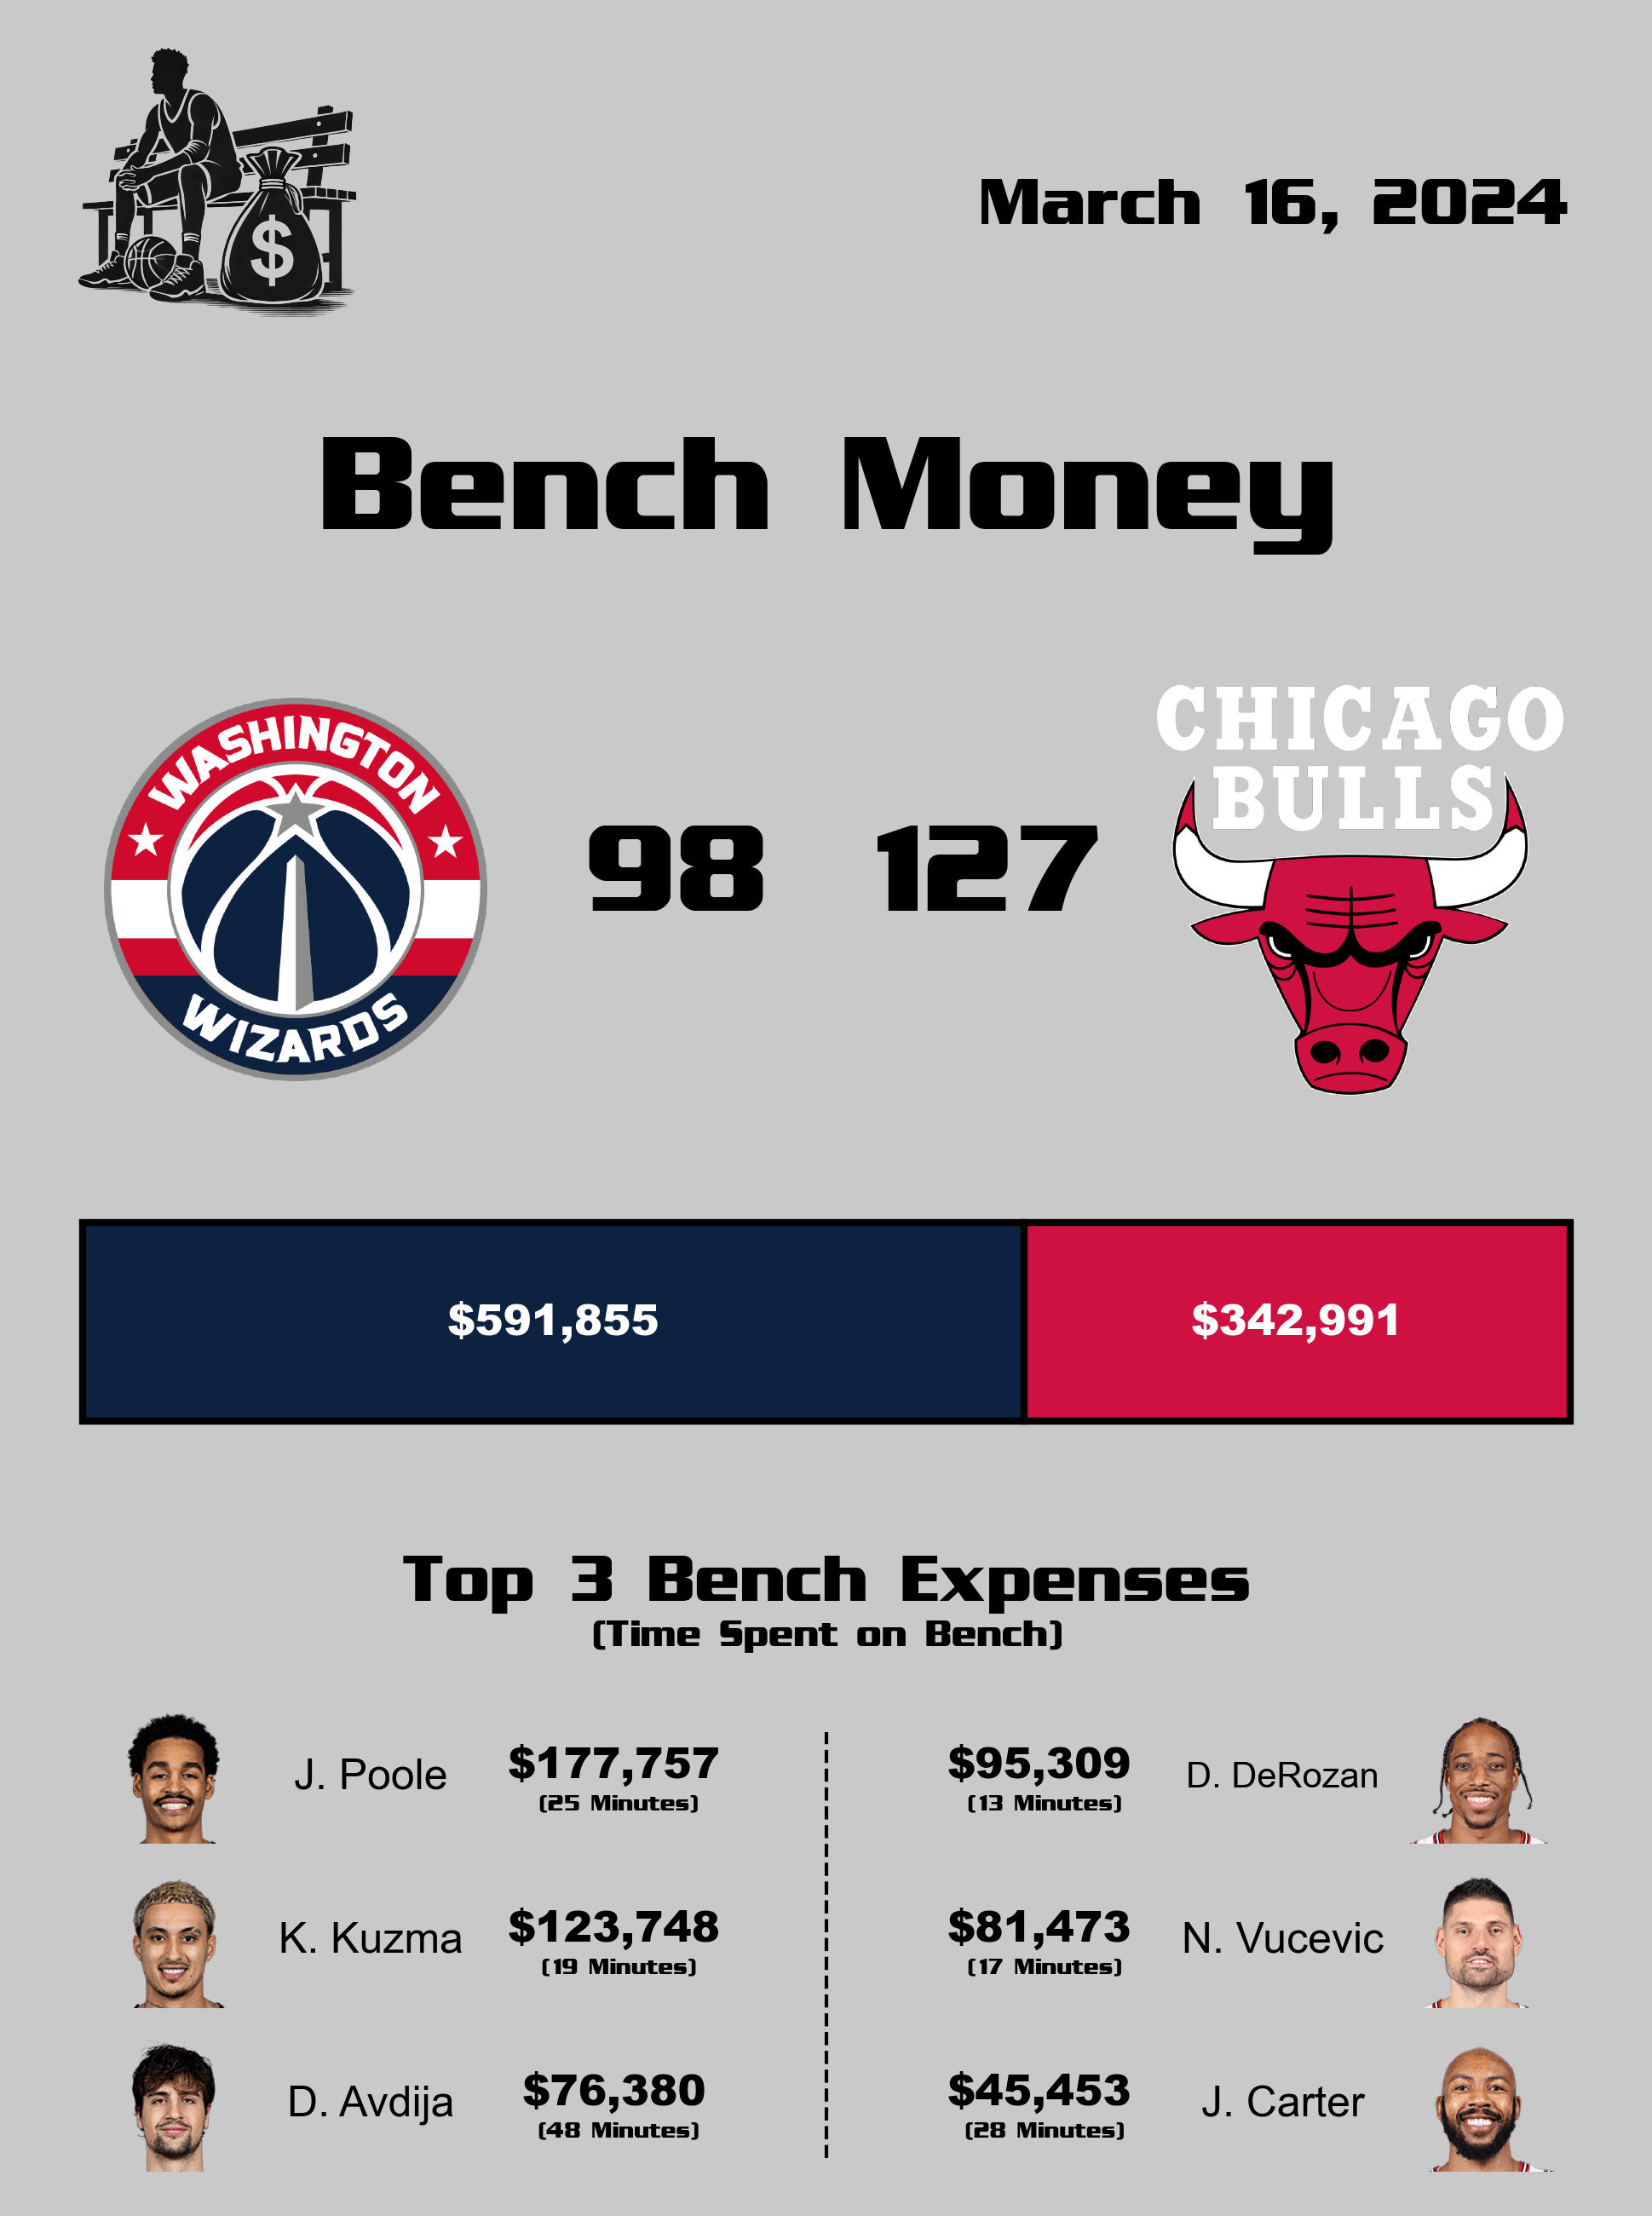 $
March 16, 2024
Bench Money
WASHINGTON
WIZARDS
98 127
CHICAGO
BULLS
$591,855 $342,991
Top 3 Bench Expenses
(Time Spent on Bench)
J. Poole $177,757 $95,309 D. DeRozan
(25 Minutes) (13 Minutes)
K. Kuzma $123,748 $81,473 N. Vucevic
(19 Minutes) (17 Minutes)
D. Avdija $76,380 $45,453 J. Carter
(48 Minutes) (28 Minutes)